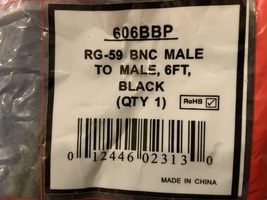 606BBP
RG-59 BNC MALE
TO MALE, 6FT,
BLACK
(QTY 1) RoHS
0 12446 02313 0
MADE IN CHINA